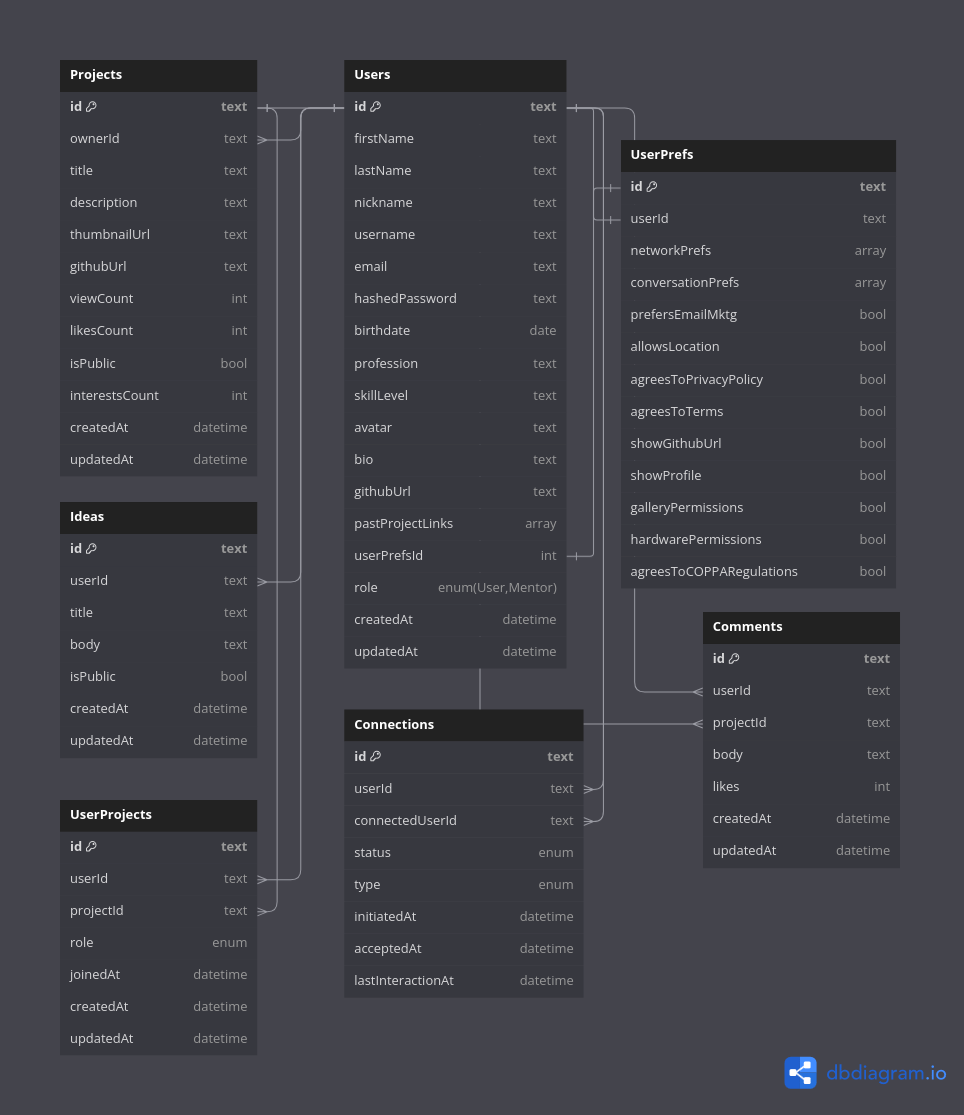 Projects
id text
ownerId text
title text
description text
thumbnailUrl text
githubUrl text
viewCount int
likesCount int
isPublic bool
interestsCount int
createdAt datetime
updatedAt datetime
Ideas
id text
userId text
title text
body text
isPublic bool
createdAt datetime
updatedAt datetime
UserProjects
id text
userId text
projectId text
role enum
joinedAt datetime
createdAt datetime
updatedAt datetime
Users
id text
firstName text
lastName text
nickname text
username text
email text
hashedPassword text
birthdate date
profession text
skillLevel text
avatar text
bio text
githubUrl text
pastProjectLinks array
userPrefsId int
role enum(User,Mentor)
createdAt datetime
updatedAt datetime
Connections
id text
userId text
connectedUserId text
status enum
type enum
initiatedAt datetime
acceptedAt datetime
lastInteractionAt datetime
UserPrefs
id text
userId text
networkPrefs array
conversationPrefs array
prefersEmailMktg bool
allowsLocation bool
agreesToPrivacyPolicy bool
agreesToTerms bool
showGithubUrl bool
showProfile bool
galleryPermissions bool
hardwarePermissions bool
agreesToCOPPARegulations bool
Comments
id text
userId text
projectId text
body text
likes int
createdAt datetime
updatedAt datetime
dbdiagram.io